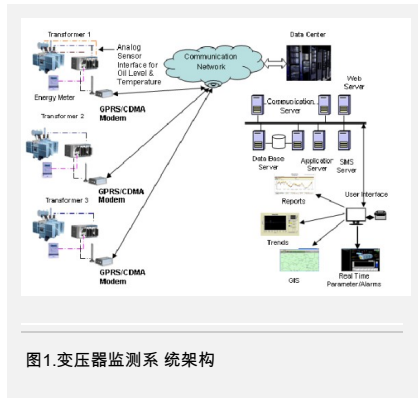 Transformer 1
Analog
Sensor
Interface for
Oil Level &
Temperature
Energy Meter
GPRS/CDMA
Modem
Transformer 2
GPRS/CDMA
Modem
Transformer 3
GPRS/CDMA
Modem
Communication
Network
Data Center
Web
Server
Communication
Server
Data Base
Server
Application
Server
SMS
Server
User Interface
Reports
Trends
GIS
Real Time
Parameter/Alarms
图1.变压器监测系 统架构